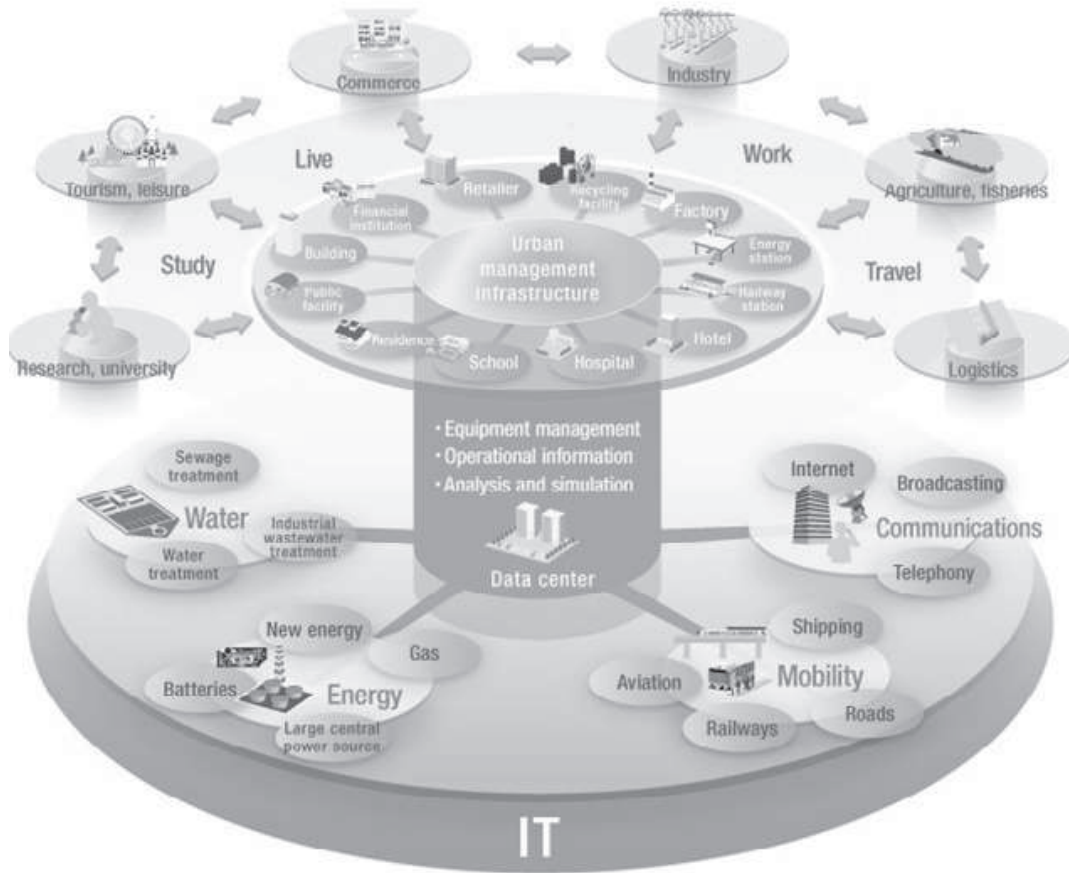 Commerce
Industry
Tourism, leisure
Live
Work
Agriculture, fisheries
Retailer
Recycling
facility
Financial
institution
Factory
Building
Urban
management
infrastructure
Energy
station
Study
Travel
Public
facility
Railway
station
Residence
School
Hospital
Hotel
Research, university
Logistics
• Equipment management
• Operational information
• Analysis and simulation
Data center
Sewage
treatment
Water
Industrial
wastewater
treatment
Water
treatment
Internet
Broadcasting
Communications
Telephony
New energy
Gas
Batteries
Energy
Large central
power source
Shipping
Aviation
Mobility
Railways
Roads
IT